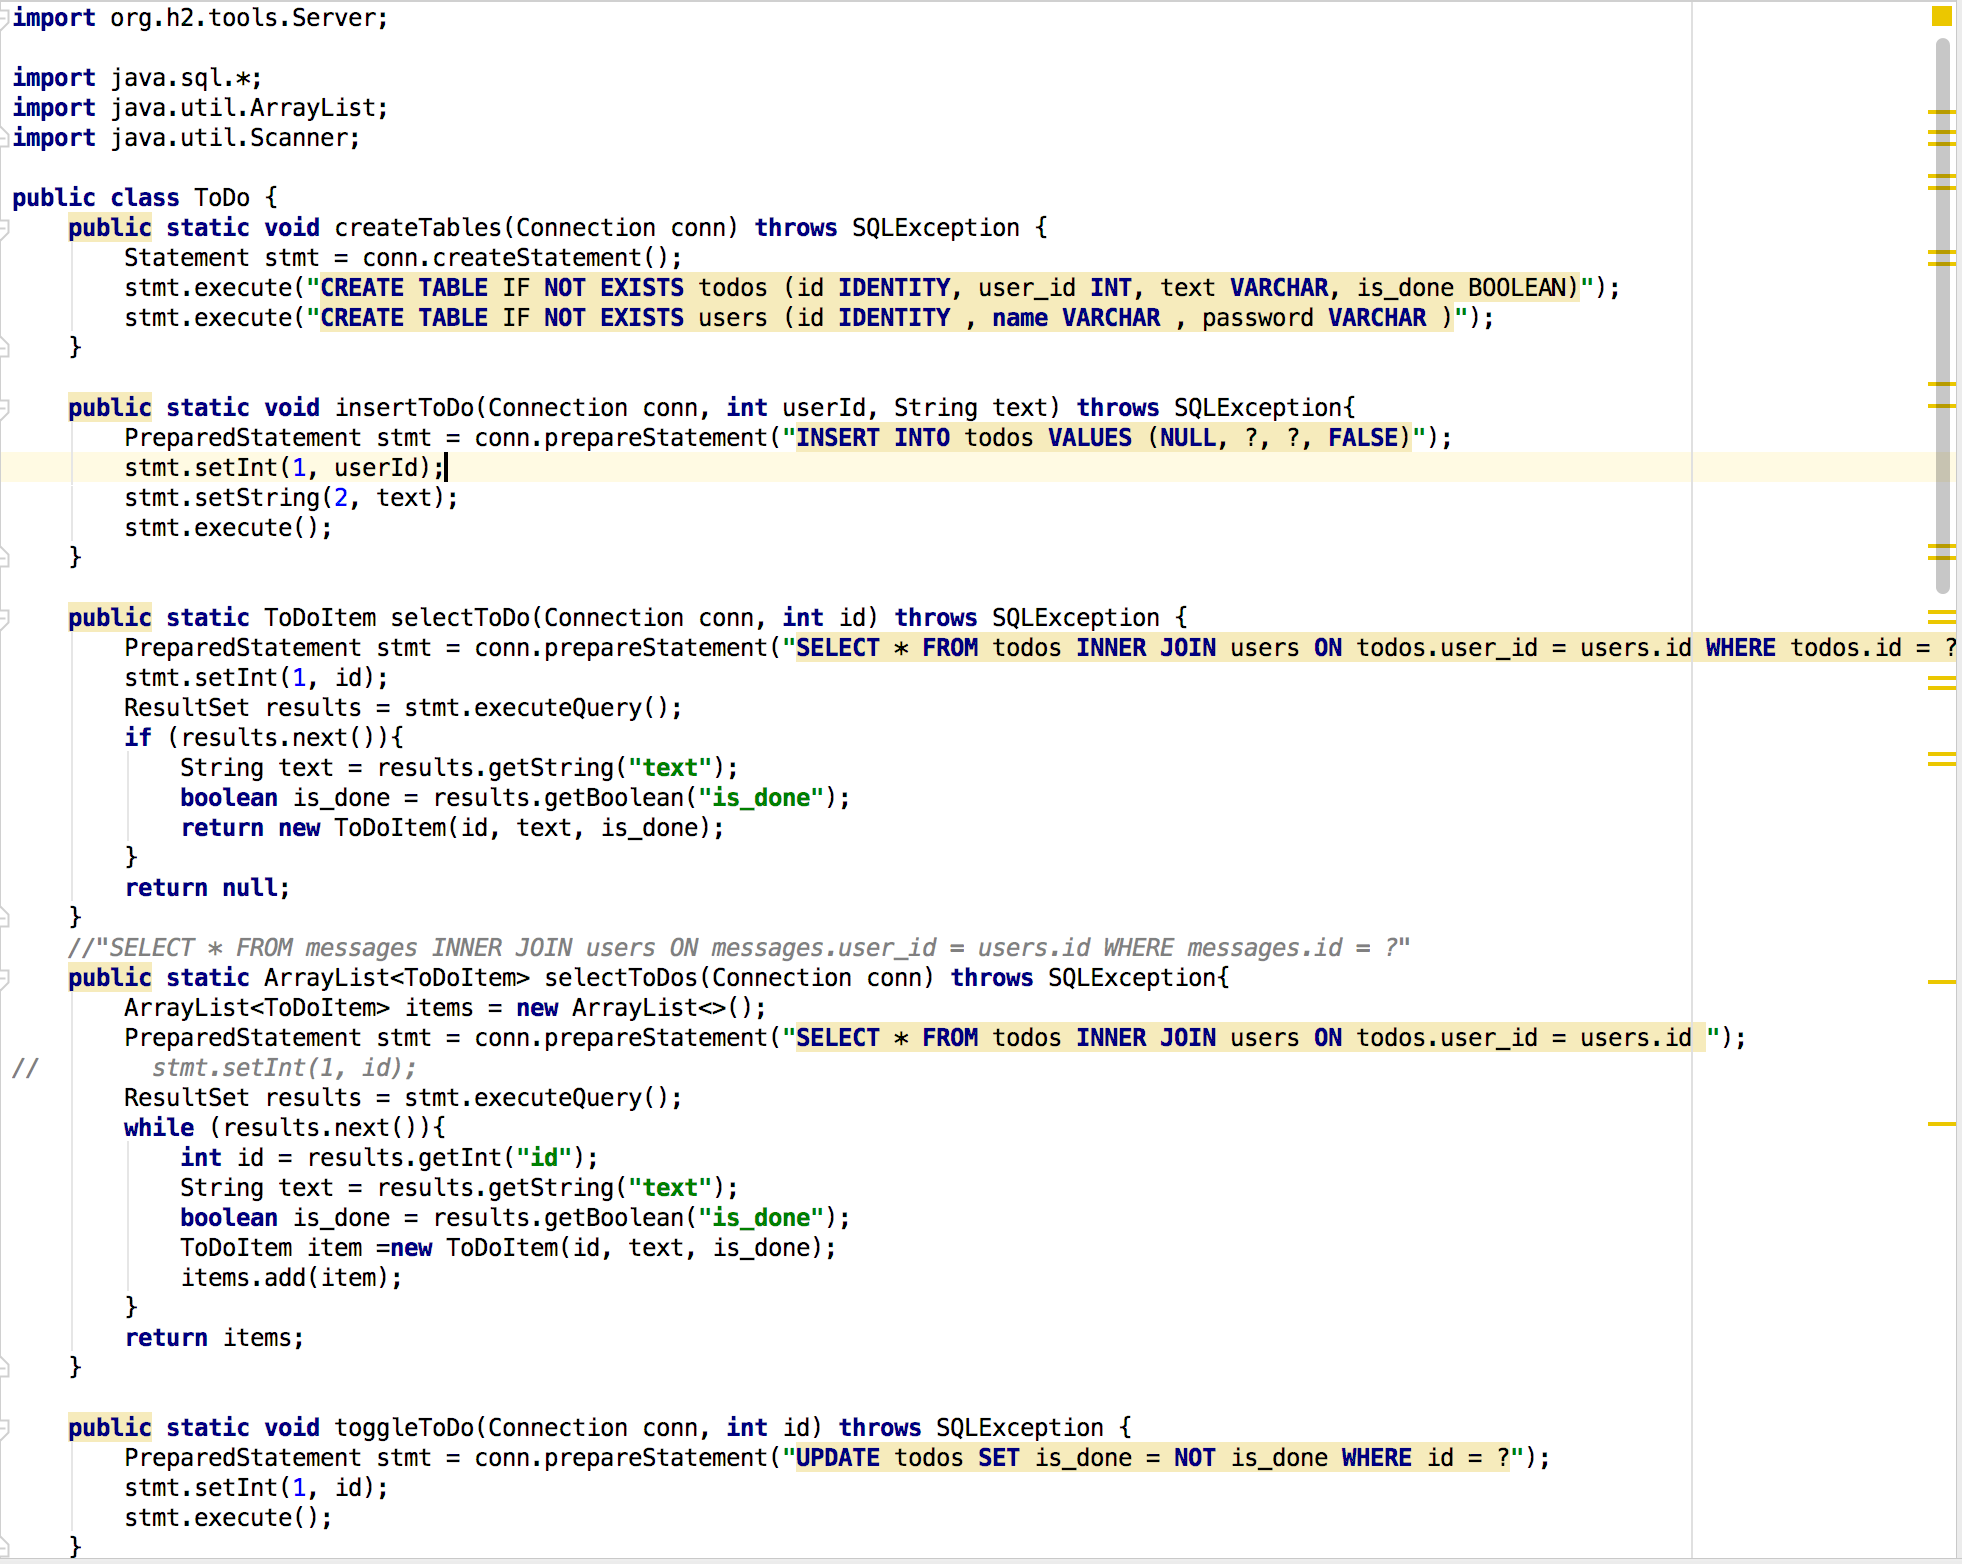 import org.h2.tools.Server;
import java.sql.*;
import java.util.ArrayList;
import java.util.Scanner;
public class ToDo {
    public static void createTables(Connection conn) throws SQLException {
        Statement stmt = conn.createStatement();
        stmt.execute("CREATE TABLE IF NOT EXISTS todos (id IDENTITY, user_id INT, text VARCHAR, is_done BOOLEAN)");
        stmt.execute("CREATE TABLE IF NOT EXISTS users (id IDENTITY , name VARCHAR , password VARCHAR )");
    }
    public static void insertToDo(Connection conn, int userId, String text) throws SQLException{
        PreparedStatement stmt = conn.prepareStatement("INSERT INTO todos VALUES (NULL, ?, ?, FALSE)");
        stmt.setInt(1, userId);
        stmt.setString(2, text);
        stmt.execute();
    }
    public static ToDoItem selectToDo(Connection conn, int id) throws SQLException {
        PreparedStatement stmt = conn.prepareStatement("SELECT * FROM todos INNER JOIN users ON todos.user_id = users.id WHERE todos.id = ?
        stmt.setInt(1, id);
        ResultSet results = stmt.executeQuery();
        if (results.next()){
            String text = results.getString("text");
            boolean is_done = results.getBoolean("is_done");
            return new ToDoItem(id, text, is_done);
        }
        return null;
    }
    //"SELECT * FROM messages INNER JOIN users ON messages.user_id = users.id WHERE messages.id = ?"
    public static ArrayList<ToDoItem> selectToDos(Connection conn) throws SQLException{
        ArrayList<ToDoItem> items = new ArrayList<>();
        PreparedStatement stmt = conn.prepareStatement("SELECT * FROM todos INNER JOIN users ON todos.user_id = users.id ");
//        stmt.setInt(1, id);
        ResultSet results = stmt.executeQuery();
        while (results.next()){
            int id = results.getInt("id");
            String text = results.getString("text");
            boolean is_done = results.getBoolean("is_done");
            ToDoItem item =new ToDoItem(id, text, is_done);
            items.add(item);
        }
        return items;
    }
    public static void toggleToDo(Connection conn, int id) throws SQLException {
        PreparedStatement stmt = conn.prepareStatement("UPDATE todos SET is_done = NOT is_done WHERE id = ?");
        stmt.setInt(1, id);
        stmt.execute();
    }